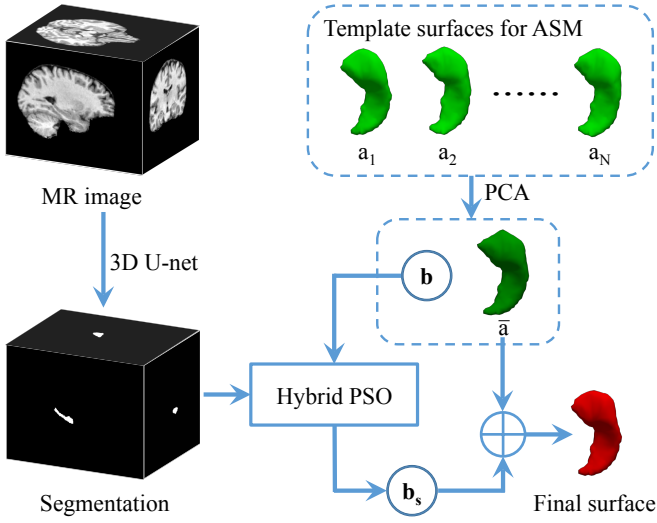 Template surfaces for ASM
a1 a2 ...... aN
MR image
PCA
3D U-net
b
a̅
Hybrid PSO
bs
Segmentation
Final surface